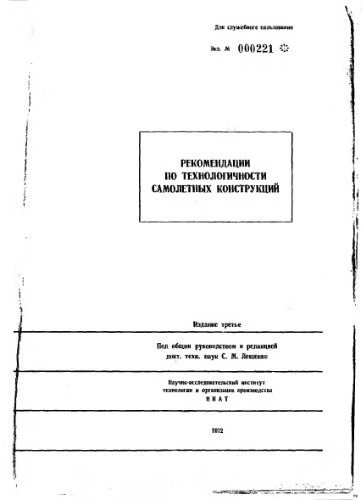 Для служебного пользования
Экз. № 000221
РЕКОМЕНДАЦИИ
ПО ТЕХНОЛОГИЧНОСТИ
САМОЛЕТНЫХ КОНСТРУКЦИЙ
Издание третье
Под общим руководством и редакцией
докт. техн. наук С. М.
Научно-исследовательский институт
технологии и организации производства
НИАТ
1972